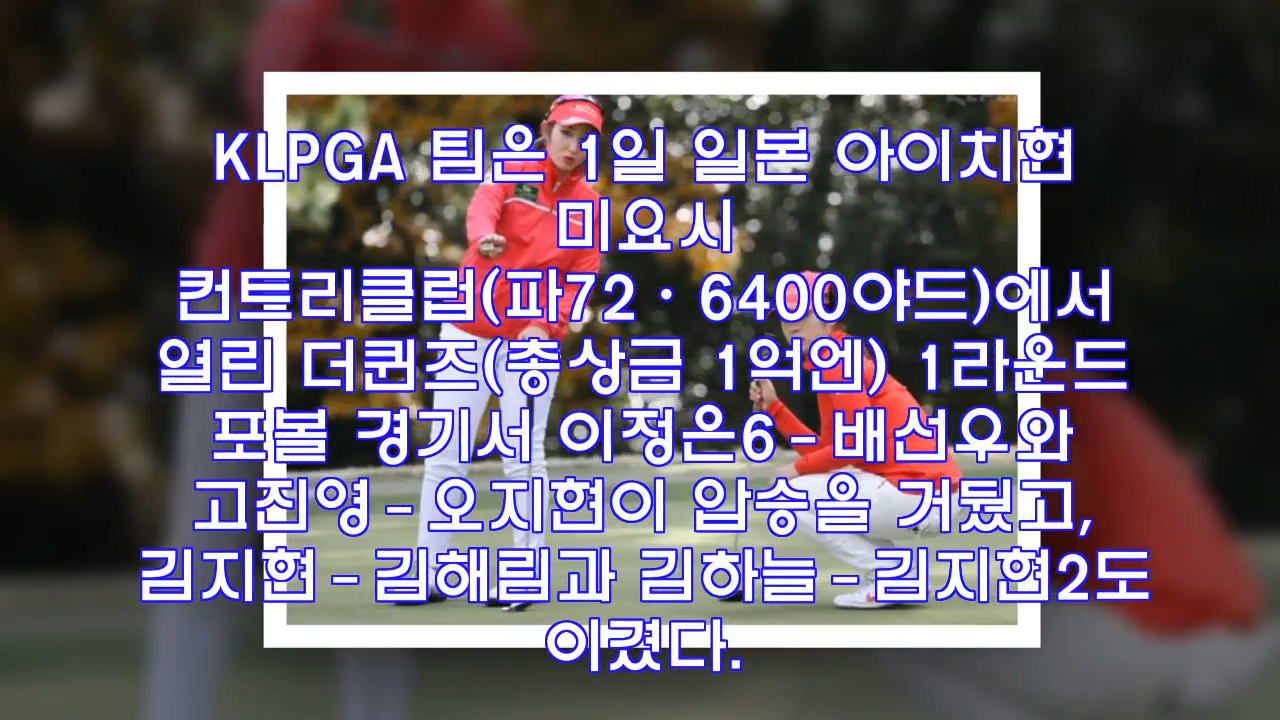 KLPGA 팀은 1일 일본 아이치현
미요시
컨트리클럽(파72·6400야드)에서
열린 더퀸즈(총상금 1억엔) 1라운드
포볼 경기서 이정은6-배선우와
고진영-오지현이 압승을 거뒀고,
김지현-김해림과 김하늘-김지현2도
이겼다.